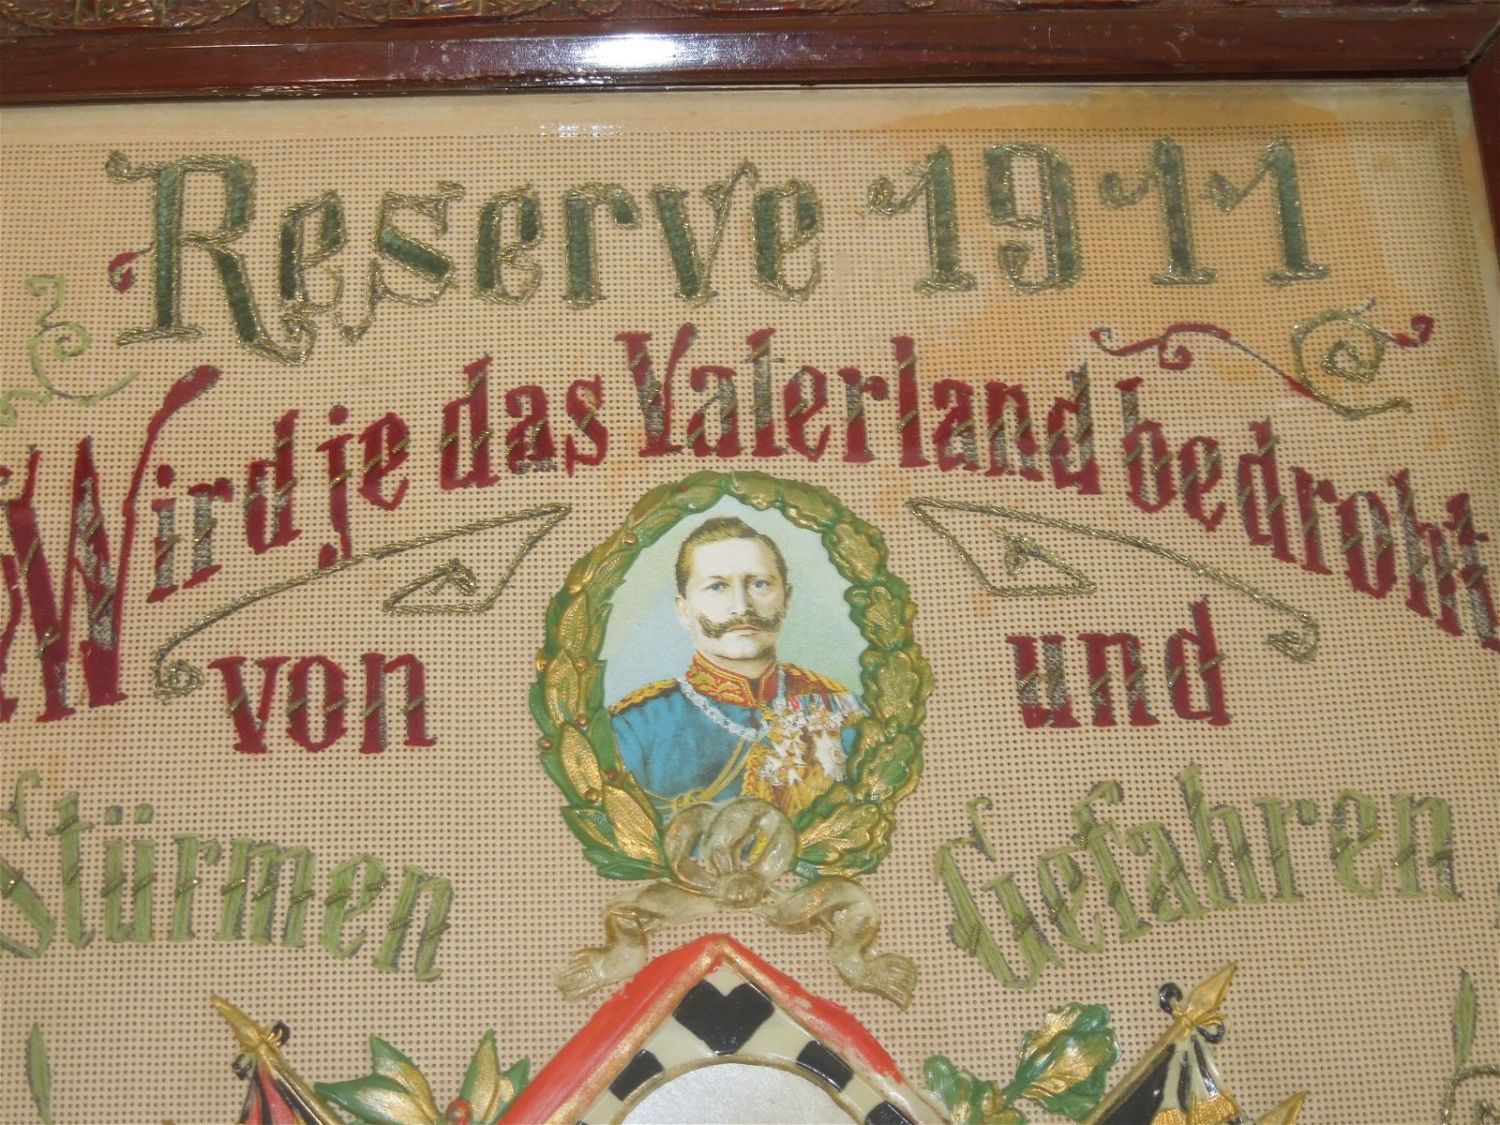 Reserve 1911
Wird je das Vaterland bedroht
von und
Stürmen Gefahren